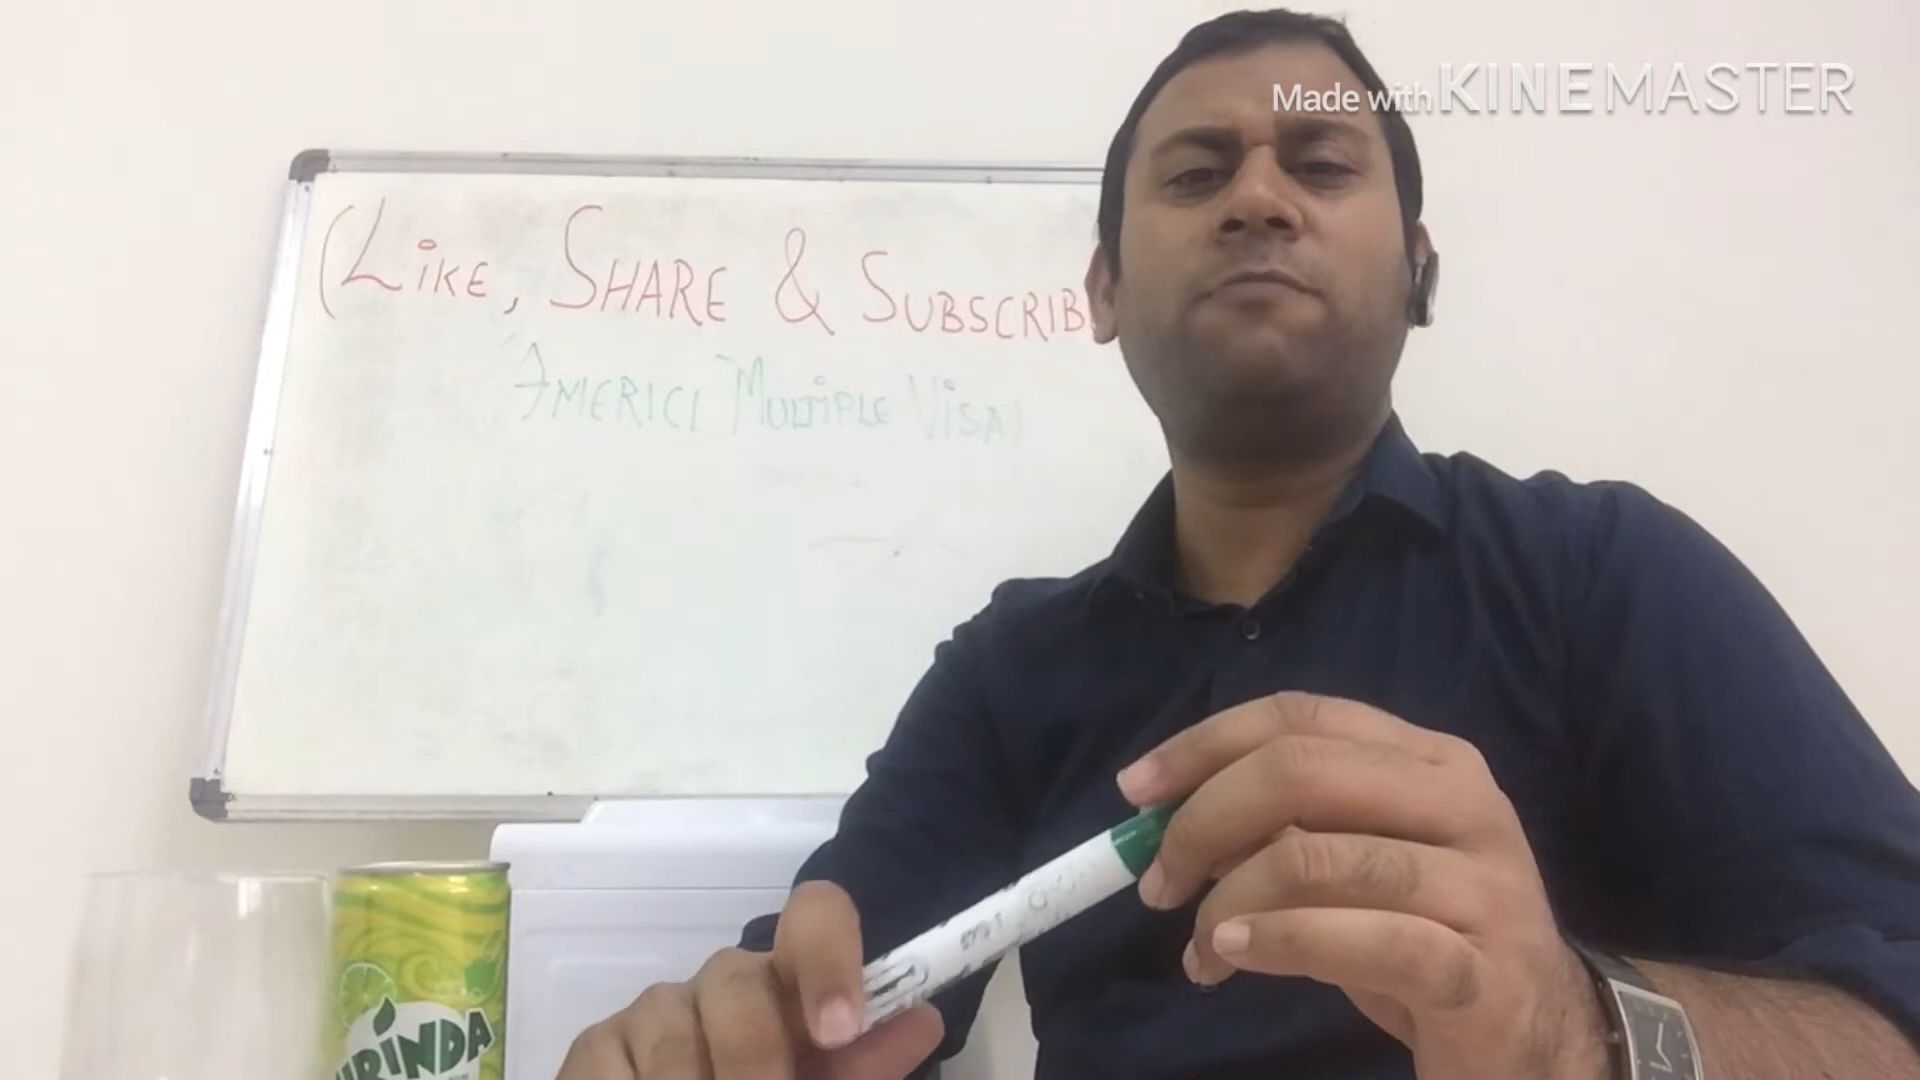 Made with KINEMASTER
(LIKE, SHARE & SUBSCRIB
"AMERICI "MULTIPLE VISA)
MIRINDA